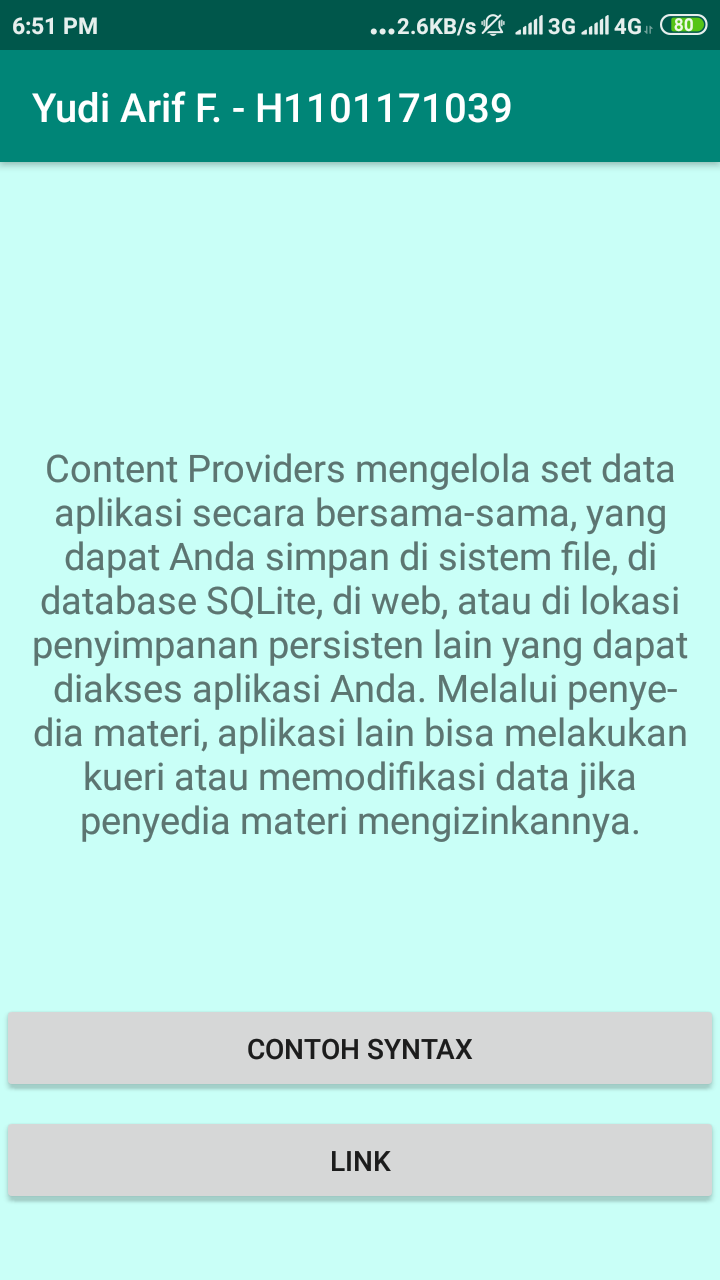 6:51 PM ...2.6KB/s 3G 4G 80
Yudi Arif F. - H1101171039
Content Providers mengelola set data
aplikasi secara bersama-sama, yang
dapat Anda simpan di sistem file, di
database SQLite, di web, atau di lokasi
penyimpanan persisten lain yang dapat
diakses aplikasi Anda. Melalui penye-
dia materi, aplikasi lain bisa melakukan
kueri atau memodifikasi data jika
penyedia materi mengizinkannya.
CONTOH SYNTAX
LINK